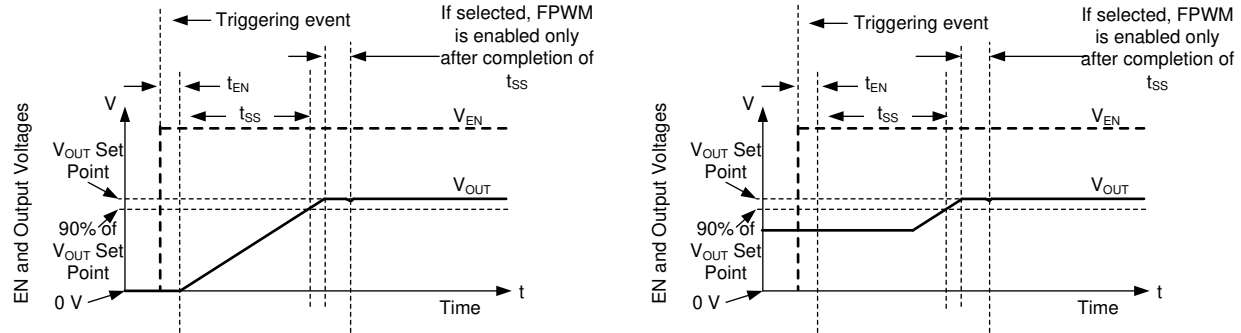 Triggering event
If selected, FPWM
is enabled only
after completion of
tSS
tEN
tSS
V
VEN
VOUT Set
Point
VOUT
90% of
VOUT Set
Point
0 V
t
Time
EN and Output Voltages
Triggering event
If selected, FPWM
is enabled only
after completion of
tSS
tEN
tSS
V
VEN
VOUT Set
Point
VOUT
90% of
VOUT Set
Point
0 V
t
Time
EN and Output Voltages